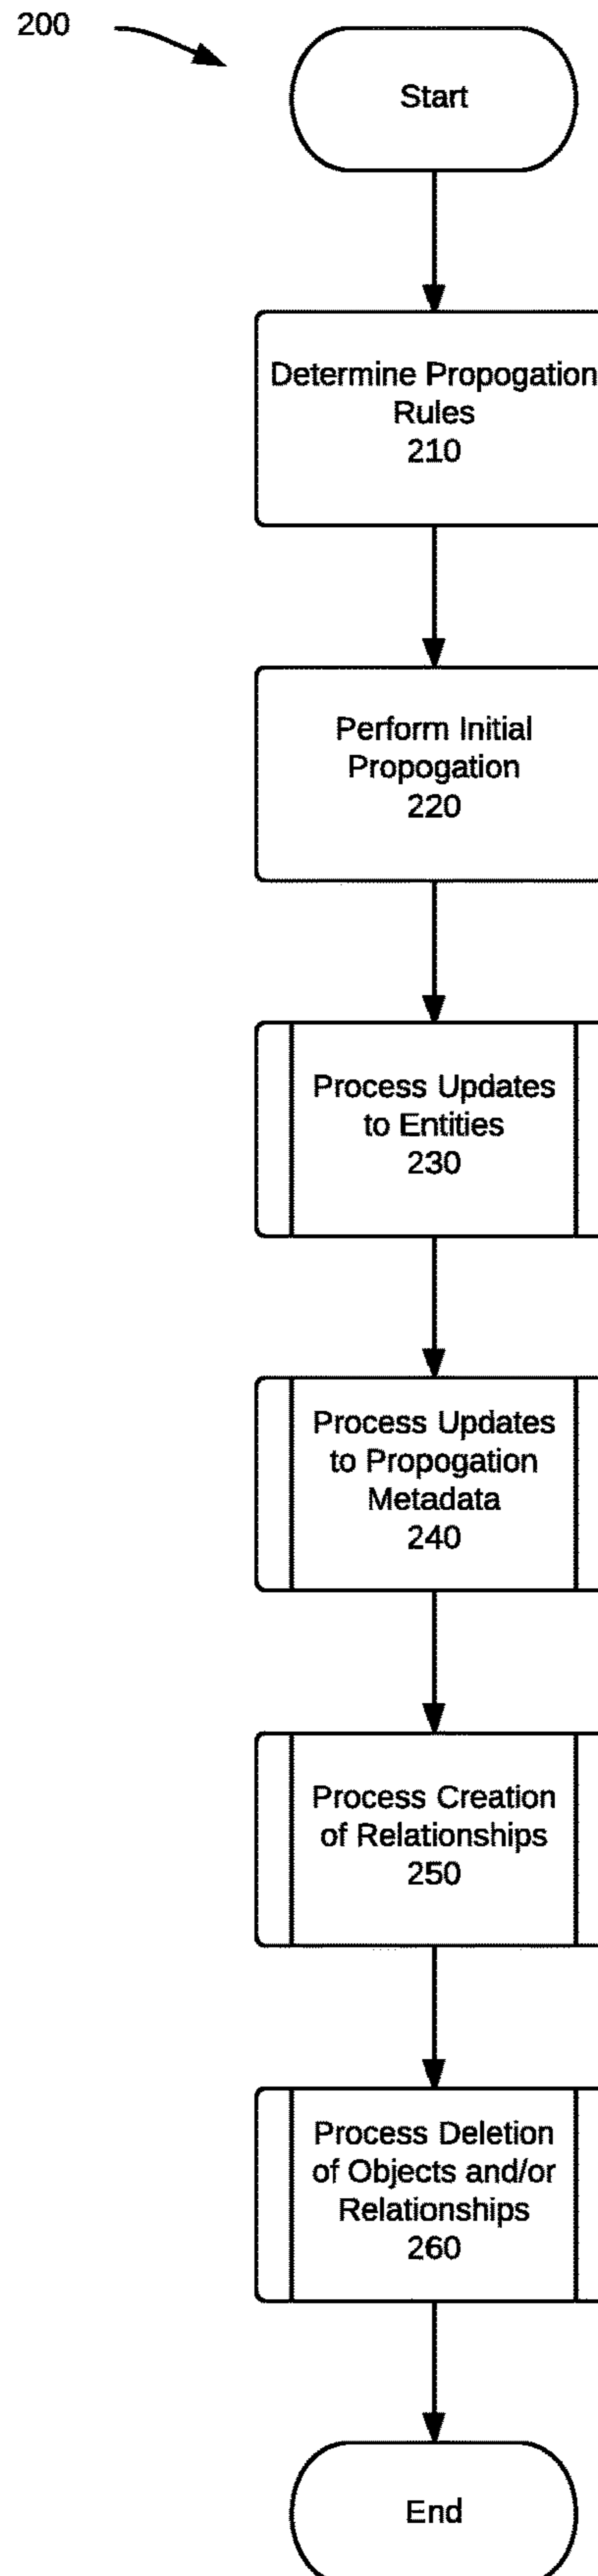 200
Start
Determine Propogation
Rules
210
Perform Initial
Propogation
220
Process Updates
to Entities
230
Process Updates
to Propogation
Metadata
240
Process Creation
of Relationships
250
Process Deletion
of Objects and/or
Relationships
260
End